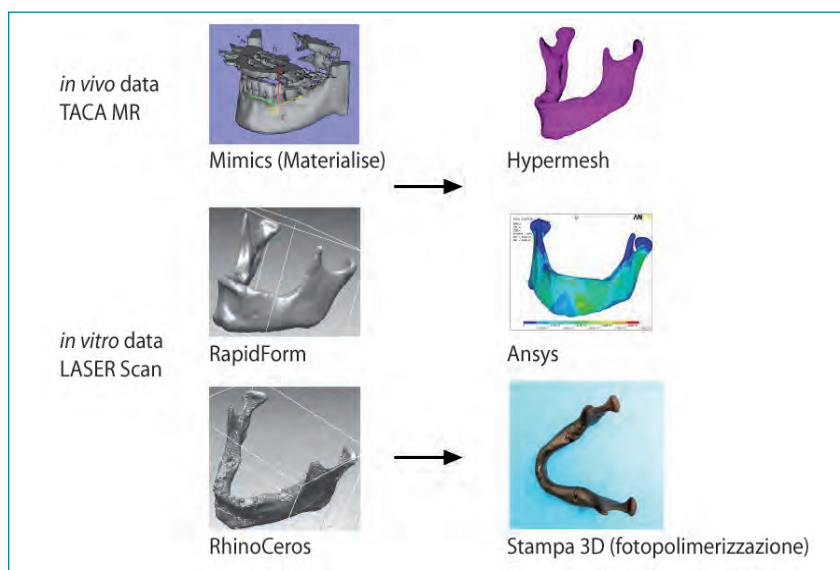 in vivo data
TACA MR
Mimics (Materialise)
Hypermesh
in vitro data
LASER Scan
RapidForm
Ansys
RhinoCeros
Stampa 3D (fotopolimerizzazione)